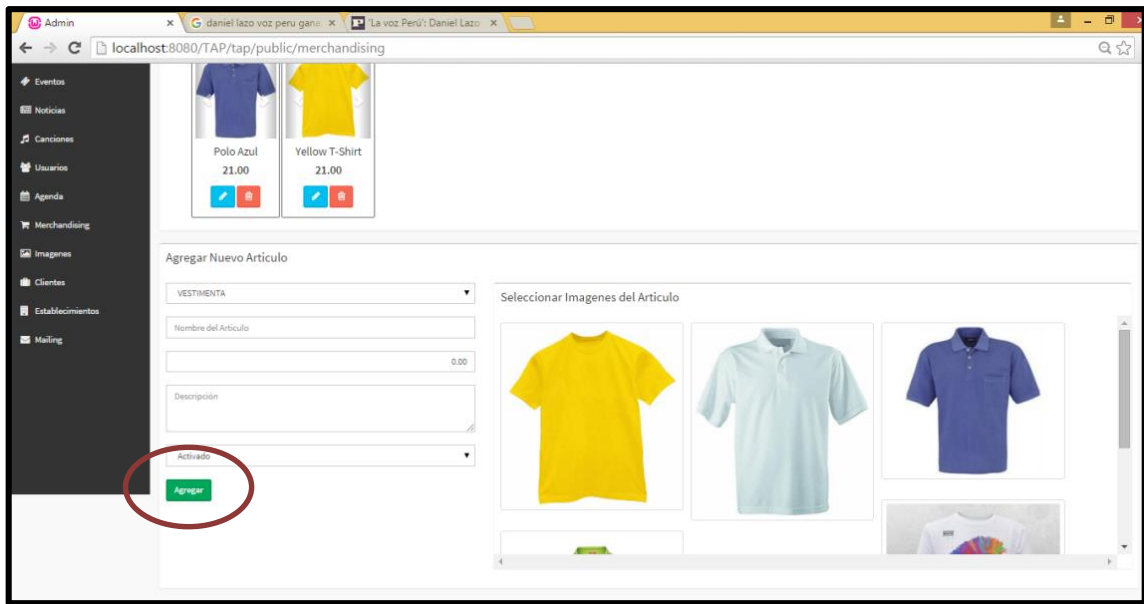 Admin
daniel lazo voz peru gana
'La voz Perú': Daniel Lazo
localhost:8080/TAP/tap/public/merchandising
Eventos
Noticias
Canciones
Usuarios
Agenda
Merchandising
Imagenes
Clientes
Establecimientos
Mailing
Polo Azul
21.00
Yellow T-Shirt
21.00
Agregar Nuevo Articulo
VESTIMENTA
Nombre del Articulo
0.00
Descripción
Activado
Agregar
Seleccionar Imagenes del Articulo